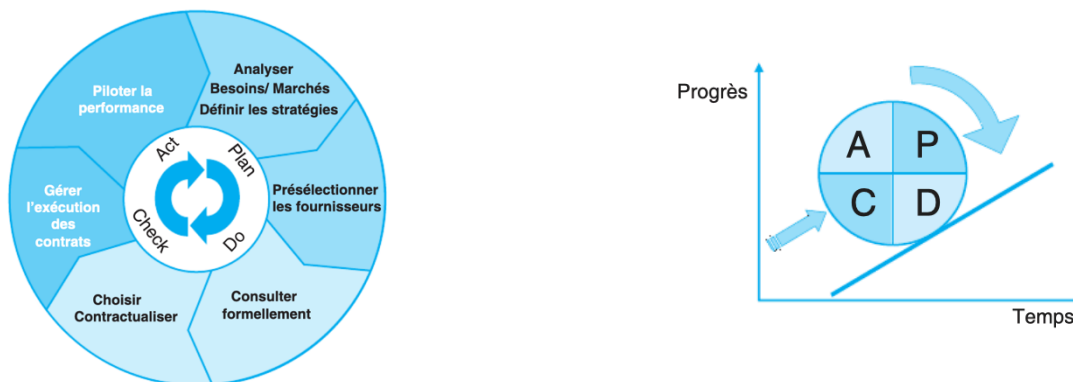 Piloter la
performance
Analyser
Besoins/ Marchés
Définir les stratégies
Présélectionner
les fournisseurs
Consulter
formellement
Choisir
Contractualiser
Gérer
l'exécution
des
contrats
Act
Plan
Do
Check
Progrès
A P
C D
Temps